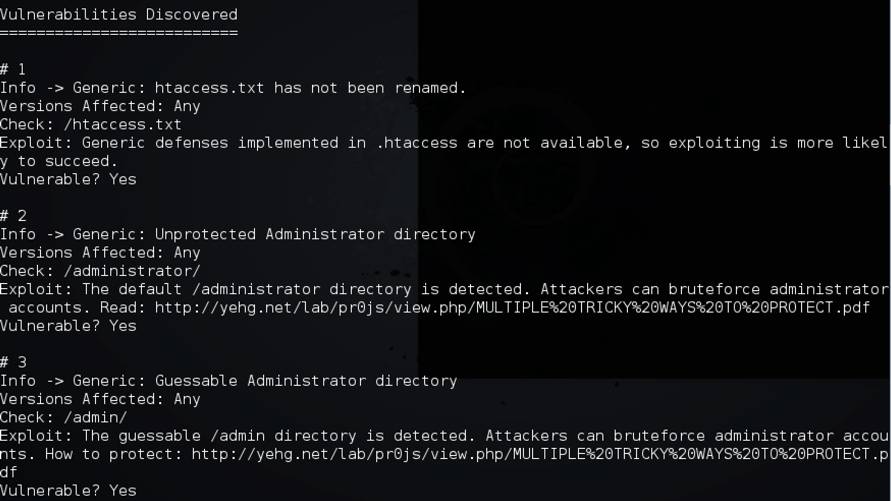 Vulnerabilities Discovered
==========================
# 1
Info -> Generic: htaccess.txt has not been renamed.
Versions Affected: Any
Check: /htaccess.txt
Exploit: Generic defenses implemented in .htaccess are not available, so exploiting is more likel
y to succeed.
Vulnerable? Yes
# 2
Info -> Generic: Unprotected Administrator directory
Versions Affected: Any
Check: /administrator/
Exploit: The default /administrator directory is detected. Attackers can bruteforce administrator
 accounts. Read: http://yehg.net/lab/pr0js/view.php/MULTIPLE%20TRICKY%20WAYS%20TO%20PROTECT.pdf
Vulnerable? Yes
# 3
Info -> Generic: Guessable Administrator directory
Versions Affected: Any
Check: /admin/
Exploit: The guessable /admin directory is detected. Attackers can bruteforce administrator accou
nts. How to protect: http://yehg.net/lab/pr0js/view.php/MULTIPLE%20TRICKY%20WAYS%20TO%20PROTECT.p
df
Vulnerable? Yes